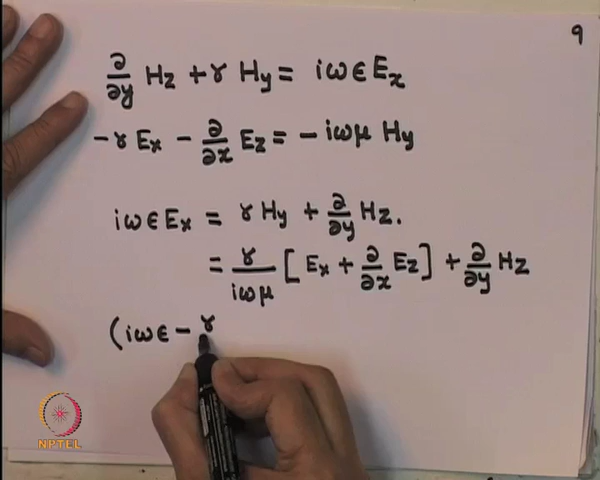 9
∂/∂y Hz + γ Hy = iωϵ Ex
-γ Ex - ∂/∂x Ez = - iωμ Hy
iωϵ Ex = γ Hy + ∂/∂y Hz.
= γ/iωμ [ Ex + ∂/∂x Ez ] + ∂/∂y Hz
(iωϵ - γ
NPTEL